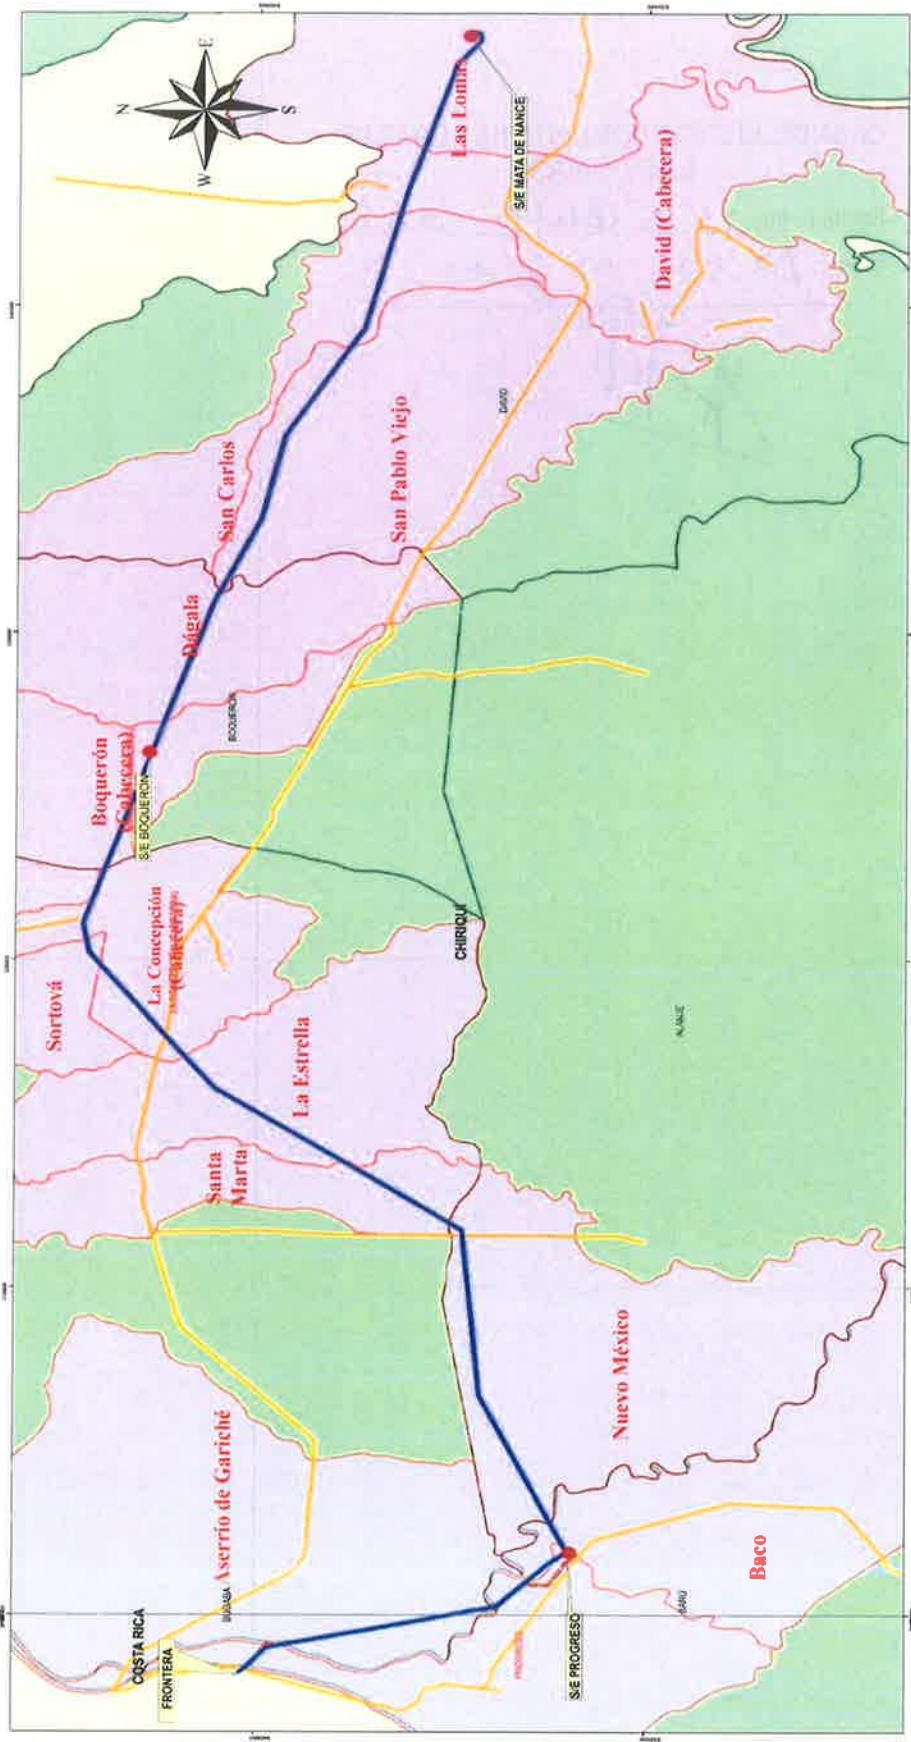 N
E
S
W
COSTA RICA
FRONTERA
BUGABA
Aserrío de Gariché
Santa
Marta
Sortová
La Concepción
(Cabecera)
La Estrella
Boquerón
(Cabecera)
S/E BOQUERON
BOQUERON
Dágala
San Carlos
San Pablo Viejo
DAVID
Las Lomas
S/E MATA DE NANCE
David (Cabecera)
CHIRIQUI
ALANJE
Nuevo México
PROGRESO
S/E PROGRESO
BARÚ
Baco